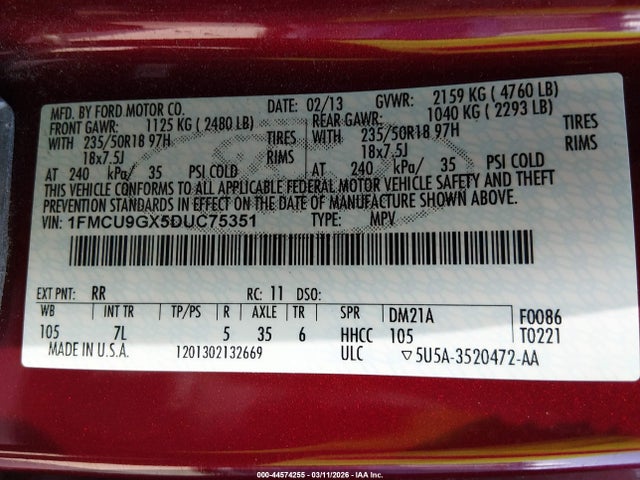 MFD. BY FORD MOTOR CO. DATE: 02/13 GVWR: 2159 KG ( 4760 LB)
FRONT GAWR: 1125 KG ( 2480 LB) REAR GAWR: 1040 KG ( 2293 LB)
WITH 235/50R18 97H TIRES WITH 235/50R18 97H TIRES
18x7.5J RIMS 18x7.5J RIMS
AT 240 kPa/ 35 PSI COLD AT 240 kPa/ 35 PSI COLD
THIS VEHICLE CONFORMS TO ALL APPLICABLE FEDERAL MOTOR VEHICLE SAFETY AND THEFT
PREVENTION STANDARDS IN EFFECT ON THE DATE OF MANUFACTURE SHOWN ABOVE.
VIN: 1FMCU9GX5DUC75351 TYPE: MPV
EXT PNT: RR RC: 11 DSO:
WB INT TR TP/PS R AXLE TR SPR DM21A F0086
105 7L 5 35 6 HHCC 105 T0221
MADE IN U.S.A. 1201302132669 ULC ▽5U5A-3520472-AA
000-44574255 - 03/11/2026 - IAA Inc.